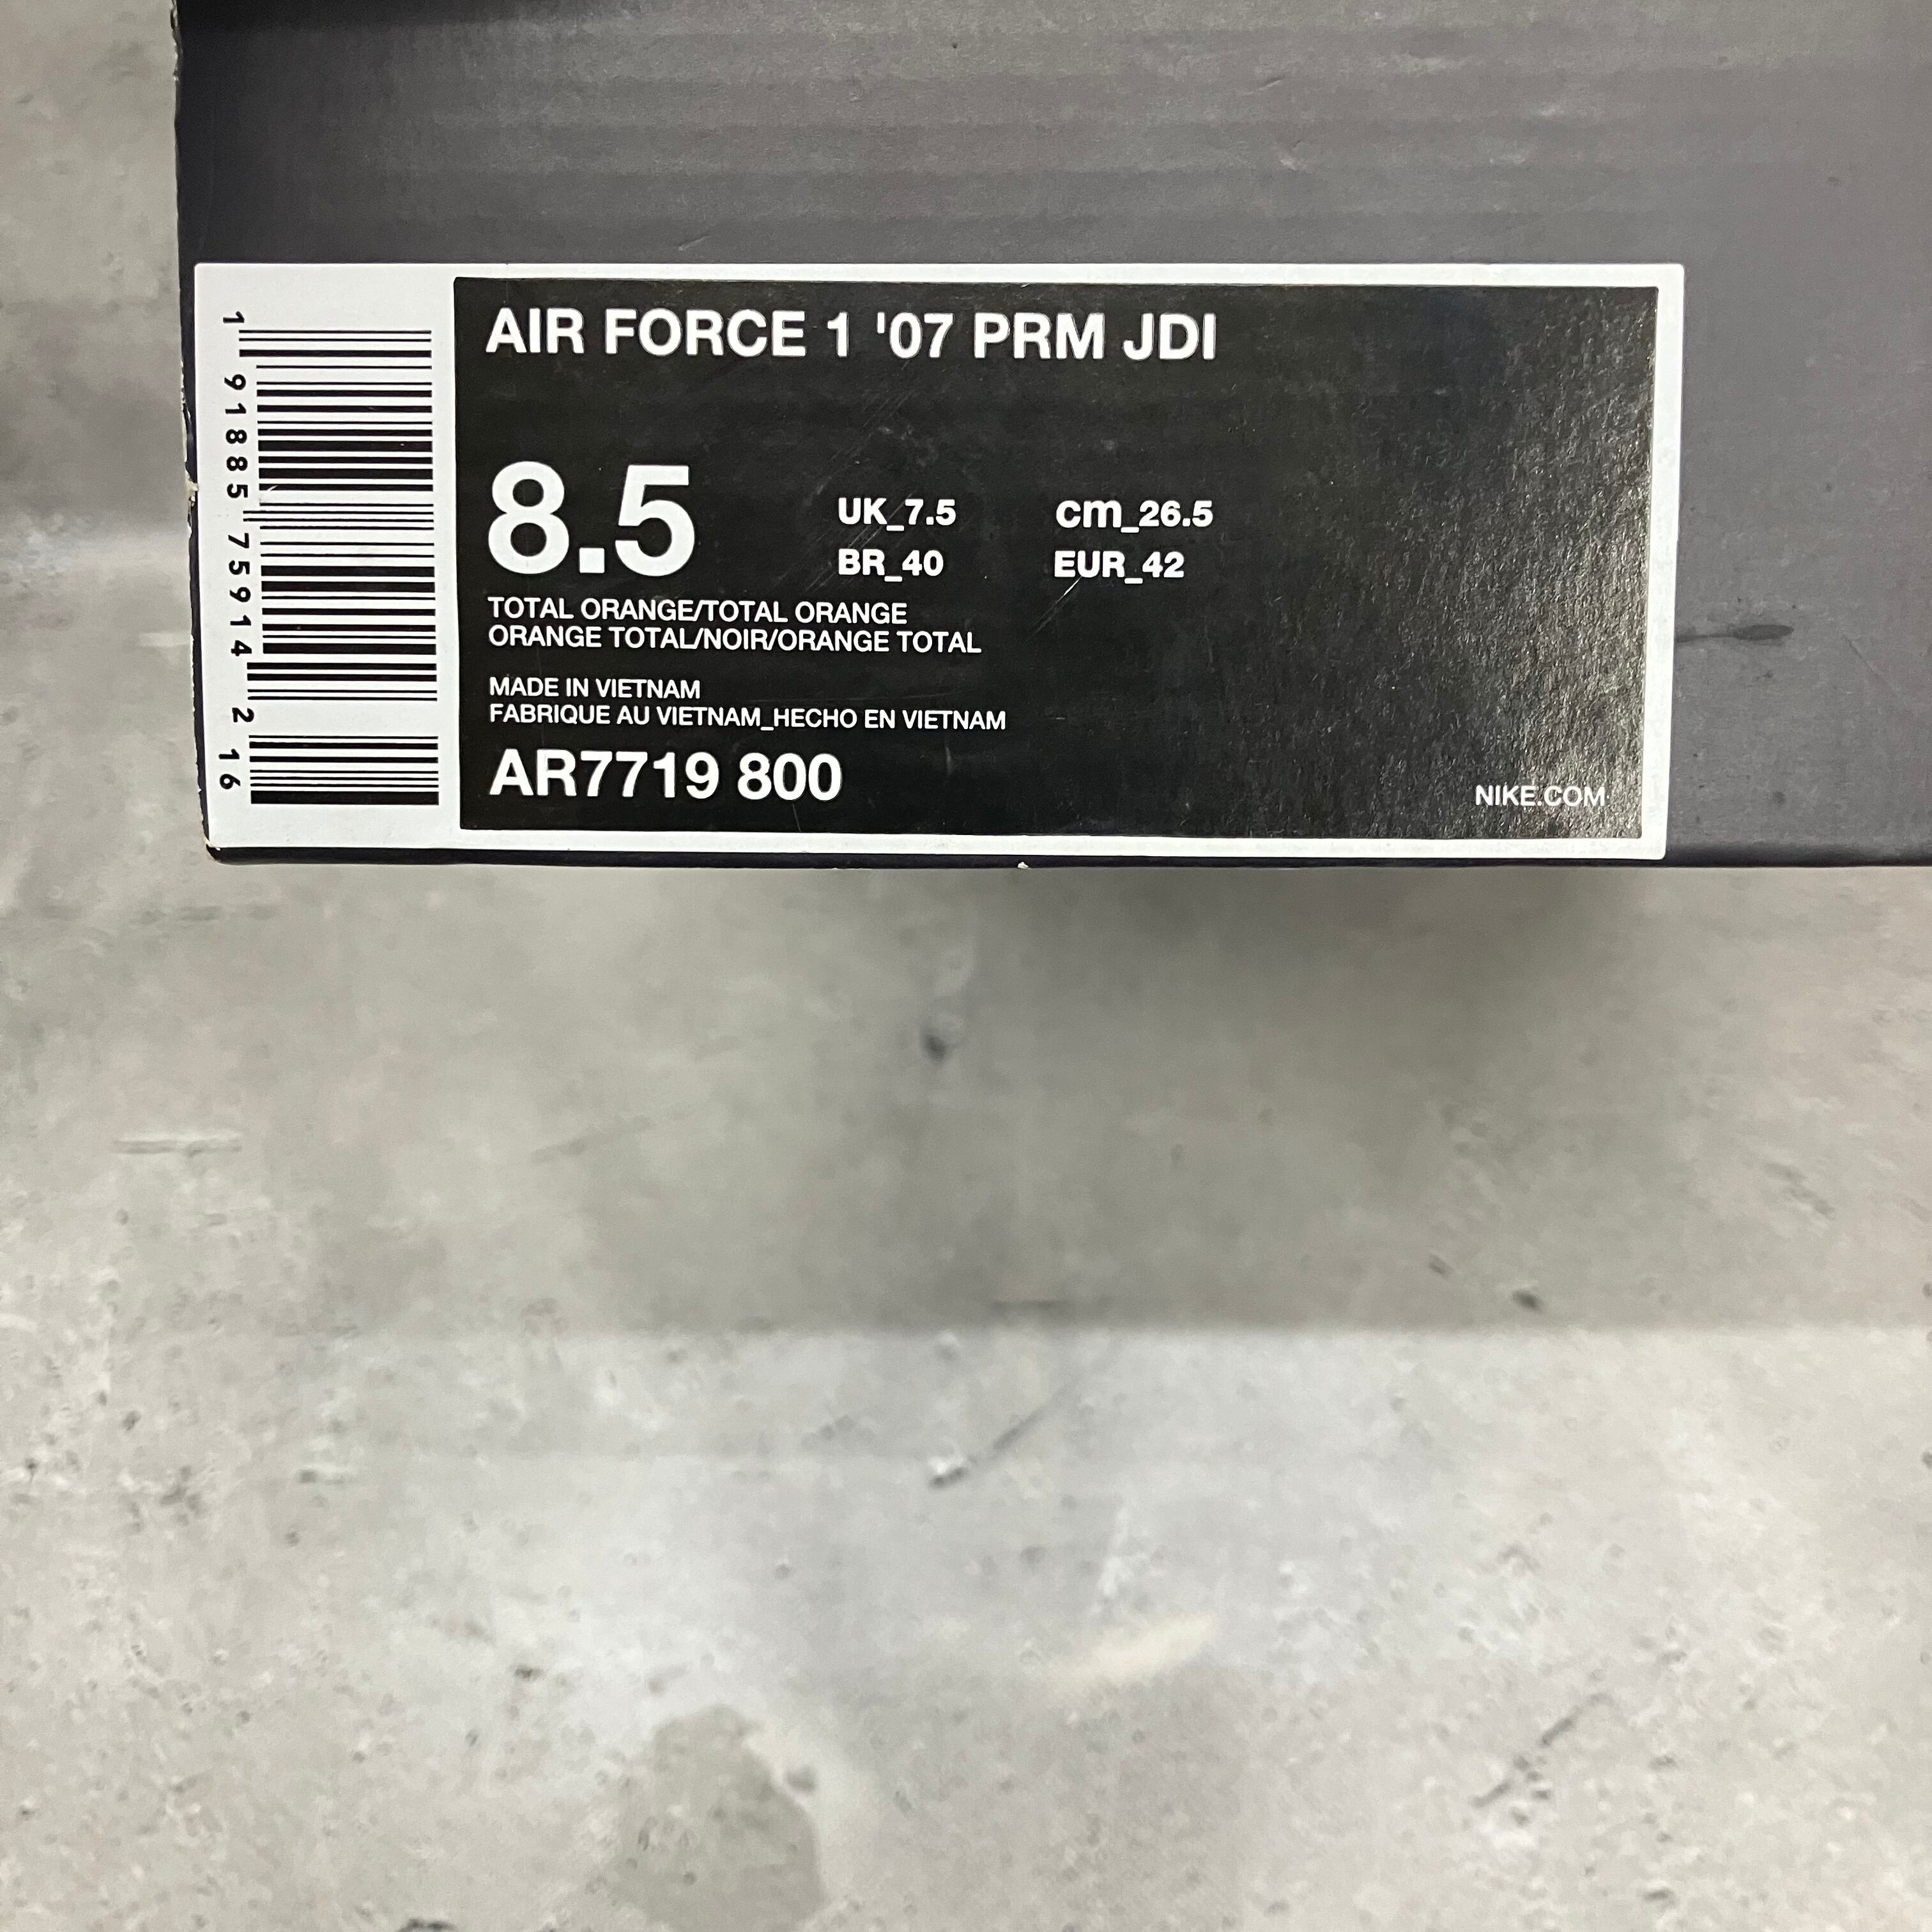 AIR FORCE 1 '07 PRM JDI
8.5
UK_7.5
cm_26.5
BR_40
EUR_42
TOTAL ORANGE/TOTAL ORANGE
ORANGE TOTAL/NOIR/ORANGE TOTAL
MADE IN VIETNAM
FABRIQUE AU VIETNAM_HECHO EN VIETNAM
AR7719 800
NIKE.COM
1 91885 75914 2 16